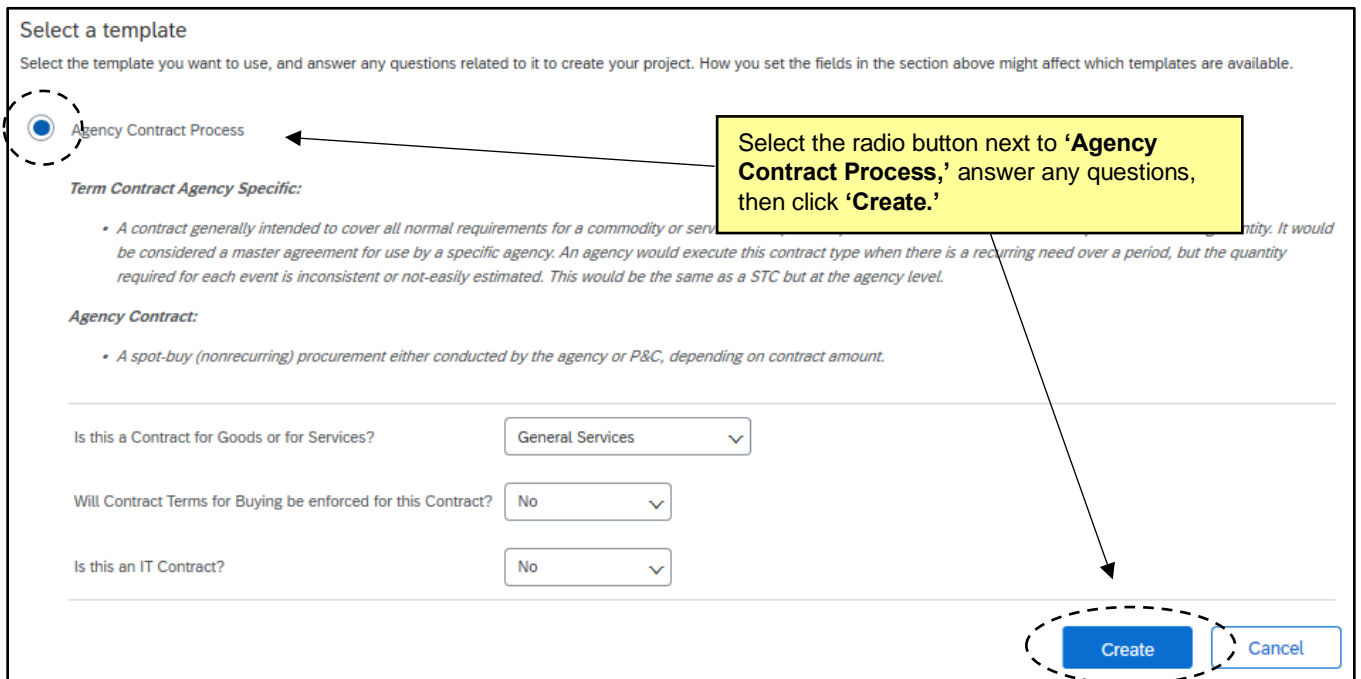 Select a template
Select the template you want to use, and answer any questions related to it to create your project. How you set the fields in the section above might affect which templates are available.
Agency Contract Process
Select the radio button next to ‘Agency
Contract Process,’ answer any questions,
then click ‘Create.’
Term Contract Agency Specific:
• A contract generally intended to cover all normal requirements for a commodity or It would
be considered a master agreement for use by a specific agency. An agency would execute this contract type when there is a recurring need over a period, but the quantity
required for each event is inconsistent or not-easily estimated. This would be the same as a STC but at the agency level.
Agency Contract:
• A spot-buy (nonrecurring) procurement either conducted by the agency or P&C, depending on contract amount.
Is this a Contract for Goods or for Services? General Services
Will Contract Terms for Buying be enforced for this Contract? No
Is this an IT Contract? No
Create Cancel